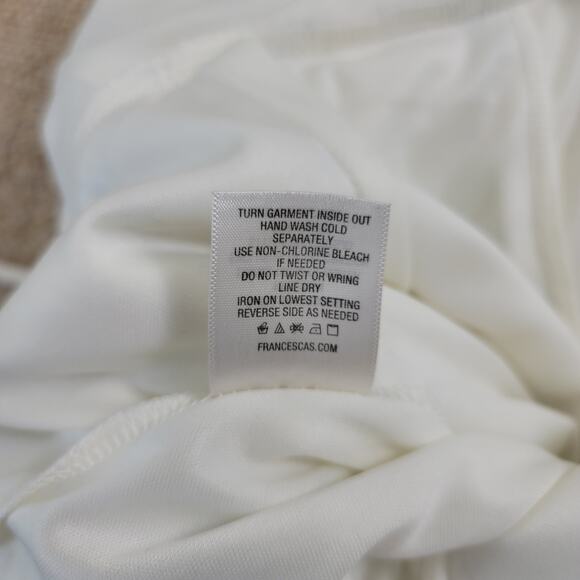 TURN GARMENT INSIDE OUT
HAND WASH COLD
SEPARATELY
USE NON-CHLORINE BLEACH
IF NEEDED
DO NOT TWIST OR WRING
LINE DRY
IRON ON LOWEST SETTING
REVERSE SIDE AS NEEDED
FRANCESCAS.COM